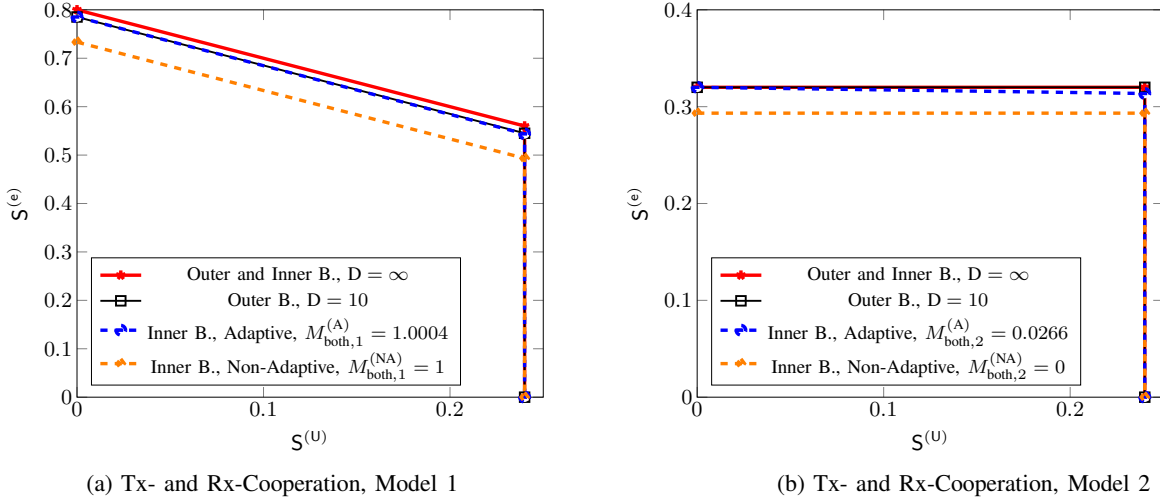 0.8
0.7
0.6
0.5
0.4
0.3
0.2
0.1
0
S^(e)
Outer and Inner B., D = ∞
Outer B., D = 10
Inner B., Adaptive, M^(A)_both,1 = 1.0004
Inner B., Non-Adaptive, M^(NA)_both,1 = 1
0 0.1 0.2
S^(U)
(a) Tx- and Rx-Cooperation, Model 1
0.4
0.3
0.2
0.1
0
S^(e)
Outer and Inner B., D = ∞
Outer B., D = 10
Inner B., Adaptive, M^(A)_both,2 = 0.0266
Inner B., Non-Adaptive, M^(NA)_both,2 = 0
0 0.1 0.2
S^(U)
(b) Tx- and Rx-Cooperation, Model 2